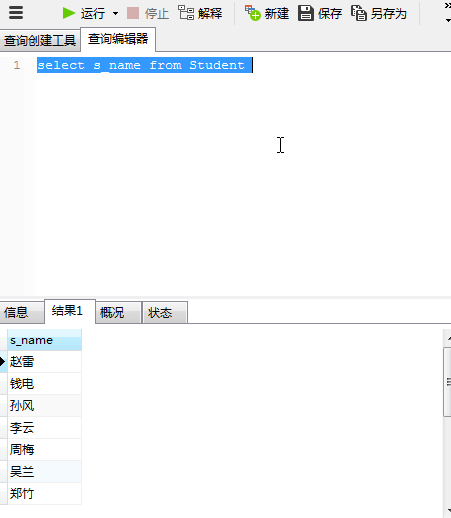 运行 停止 解释 新建 保存 另存为
查询创建工具 查询编辑器
1 select s_name from Student
信息 结果1 概况 状态
s_name
赵雷
钱电
孙风
李云
周梅
吴兰
郑竹